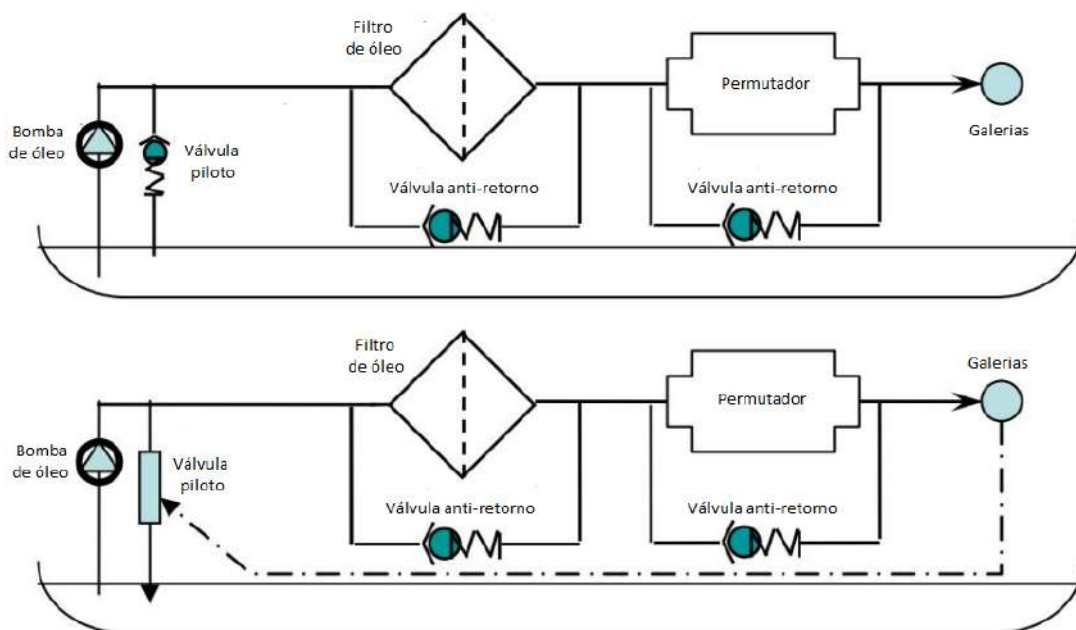 Filtro
de óleo
Permutador
Bomba
de óleo
Válvula
piloto
Galerias
Válvula anti-retorno
Válvula anti-retorno
Filtro
de óleo
Galerias
Permutador
Bomba
de óleo
Válvula
piloto
Válvula anti-retorno
Válvula anti-retorno